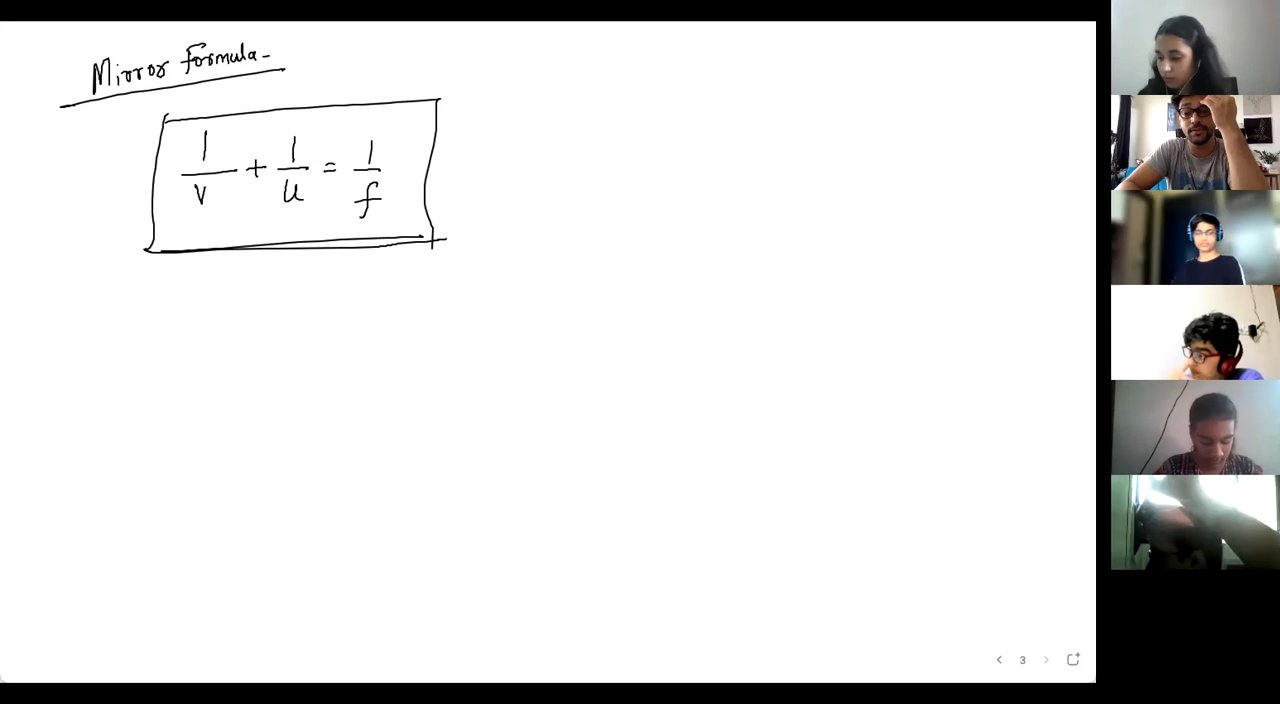 Mirror formula-
1/v + 1/u = 1/f
3